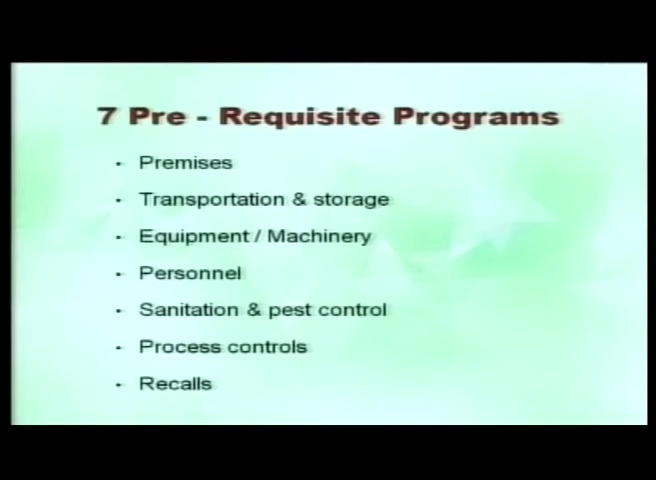 7 Pre - Requisite Programs
· Premises
· Transportation & storage
· Equipment / Machinery
· Personnel
· Sanitation & pest control
· Process controls
· Recalls